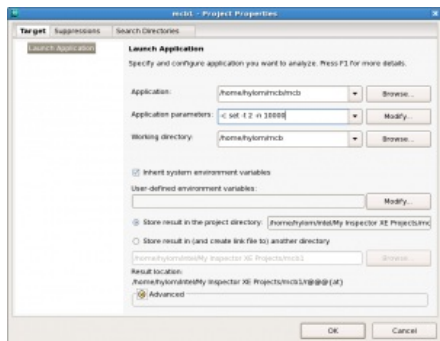 mcb1 - Project Properties
Target Suppressions Search Directories
Launch Application
Launch Application
Specify and configure application you want to analyze. Press F1 for more details.
Application: /home/hylom/mcb/mcb Browse...
Application parameters: -c set -t 2 -n 10000 Modify...
Working directory: /home/hylom/mcb Browse...
Inherit system environment variables
User-defined environment variables:
Modify...
Store result in the project directory: /home/hylom/intel/My Inspector XE Projects/mc
Store result in (and create link file to) another directory
/home/hylom/intel/My Inspector XE Projects/mcb1 Browse...
Result location:
/home/hylom/intel/My Inspector XE Projects/mcb1/r@@@{at}
Advanced
OK Cancel